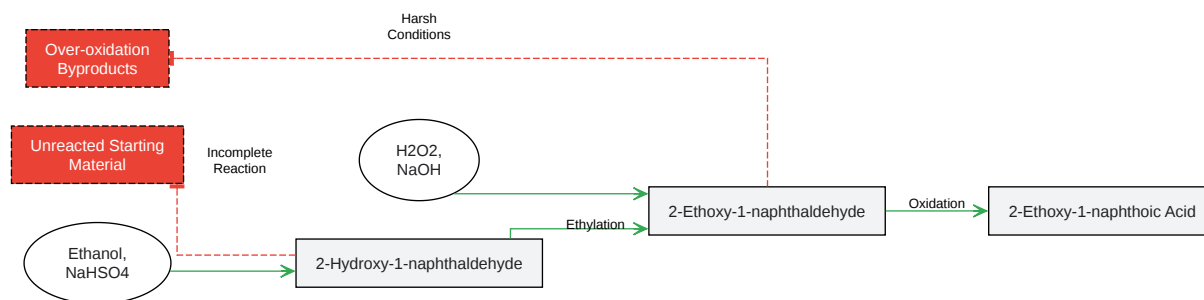 Harsh
Conditions
Over-oxidation
Byproducts
Unreacted Starting
Material
Incomplete
Reaction
H2O2,
NaOH
2-Ethoxy-1-naphthaldehyde
Oxidation
2-Ethoxy-1-naphthoic Acid
Ethylation
Ethanol,
NaHSO4
2-Hydroxy-1-naphthaldehyde